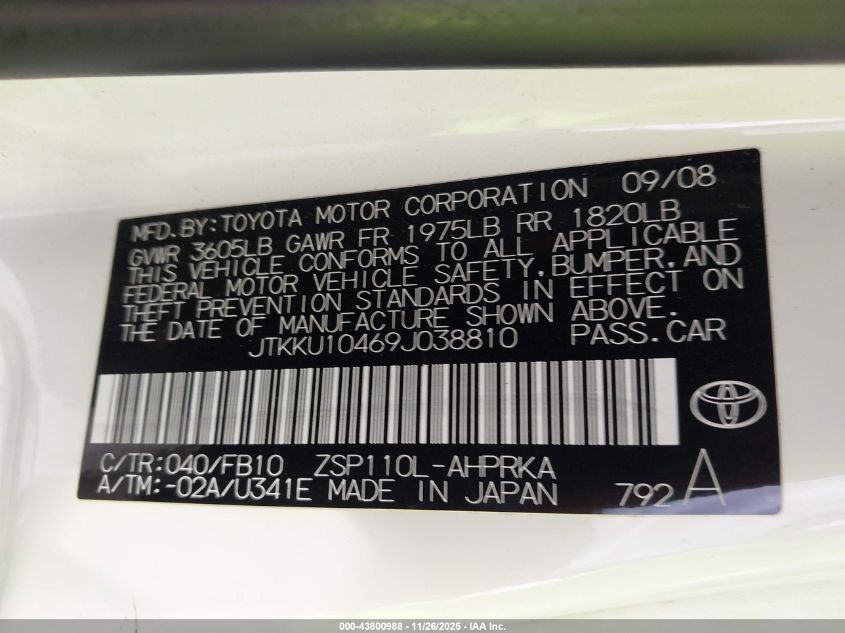 MFD.BY:TOYOTA MOTOR CORPORATION 09/08
GVWR 3605LB GAWR FR 1975LB RR 1820LB
THIS VEHICLE CONFORMS TO ALL APPLICABLE
FEDERAL MOTOR VEHICLE SAFETY, BUMPER, AND
THEFT PREVENTION STANDARDS IN EFFECT ON
THE DATE OF MANUFACTURE SHOWN ABOVE.
JTKKU10469J038810 PASS.CAR
C/TR:040/FB10 ZSP110L-AHPRKA
A/TM:-02A/U341E MADE IN JAPAN 792 A
000-43800988 - 11/26/2025 - IAA Inc.